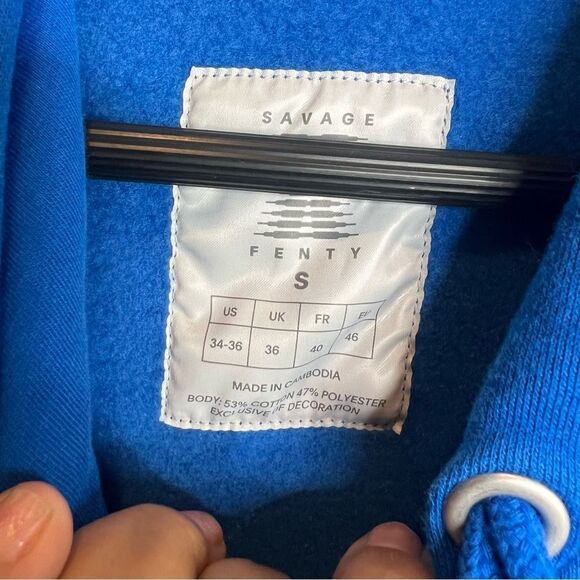 SAVAGE
FENTY
S
US UK FR
34-36 36 40 46
MADE IN CAMBODIA
BODY: 53% COTTON 47% POLYESTER
EXCLUSIVE OF DECORATION